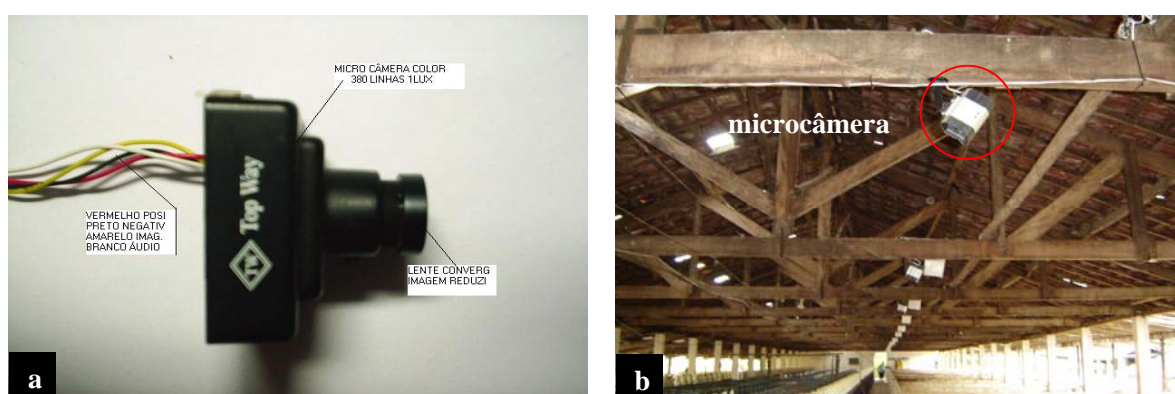 MICRO CÂMERA COLOR
380 LINHAS 1LUX
VERMELHO POSI
PRETO NEGATIV
AMARELO IMAG.
BRANCO ÁUDIO
Top Way
TW
LENTE CONVERG
IMAGEM REDUZI
a
microcâmera
b